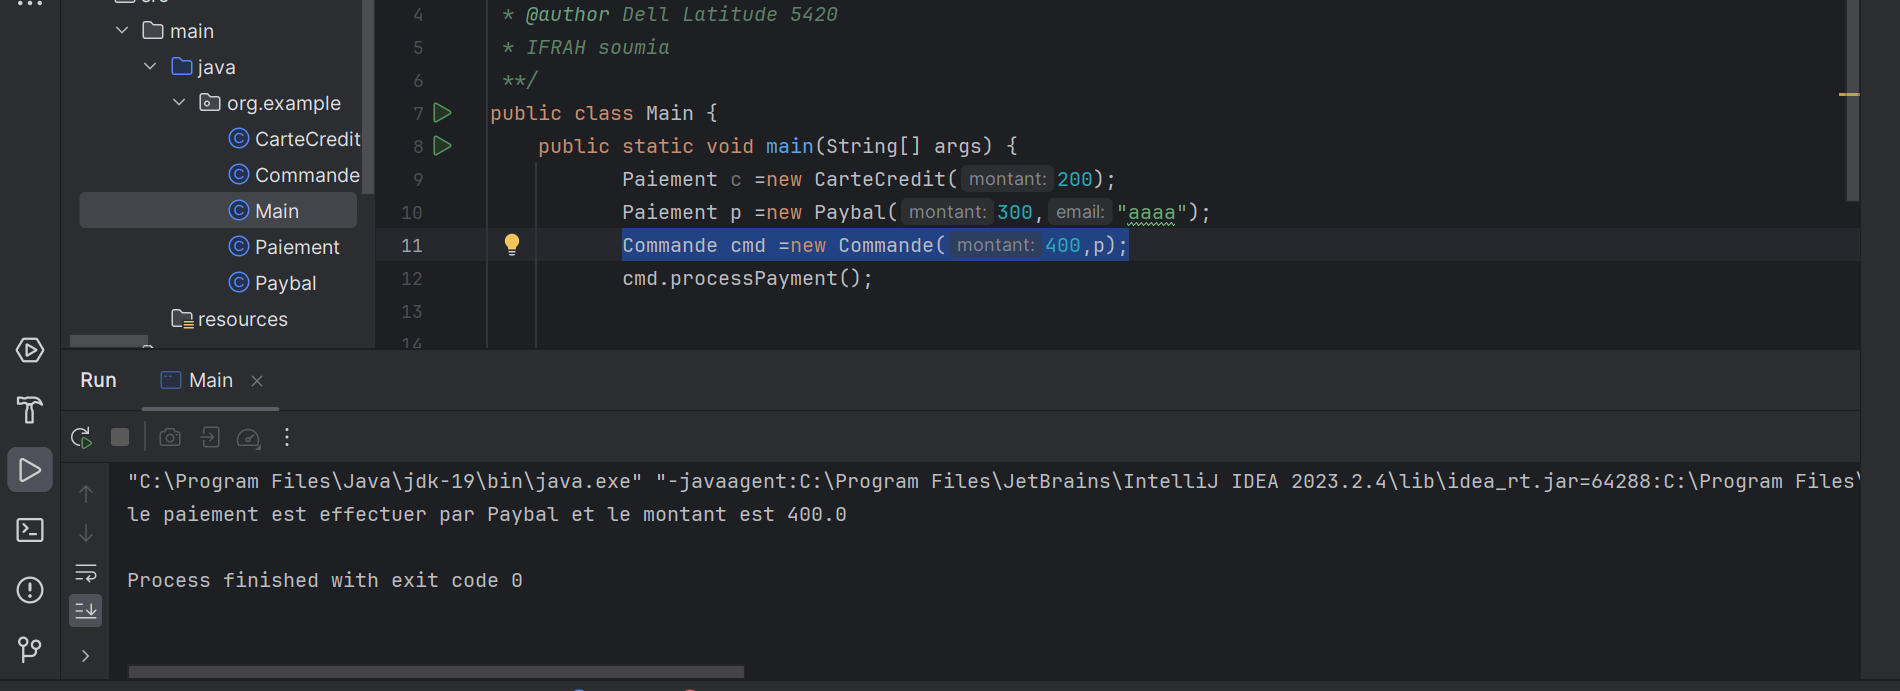 main
java
org.example
CarteCredit
Commande
Main
Paiement
Paybal
resources
4 * @author Dell Latitude 5420
5 * IFRAH soumia
6 **/
7 public class Main {
8 public static void main(String[] args) {
9 Paiement c =new CarteCredit( montant: 200);
10 Paiement p =new Paybal( montant: 300, email: "aaaa");
11 Commande cmd =new Commande( montant: 400,p);
12 cmd.processPayment();
13
14
Run Main
"C:\Program Files\Java\jdk-19\bin\java.exe" "-javaagent:C:\Program Files\JetBrains\IntelliJ IDEA 2023.2.4\lib\idea_rt.jar=64288:C:\Program Files\
le paiement est effectuer par Paybal et le montant est 400.0
Process finished with exit code 0